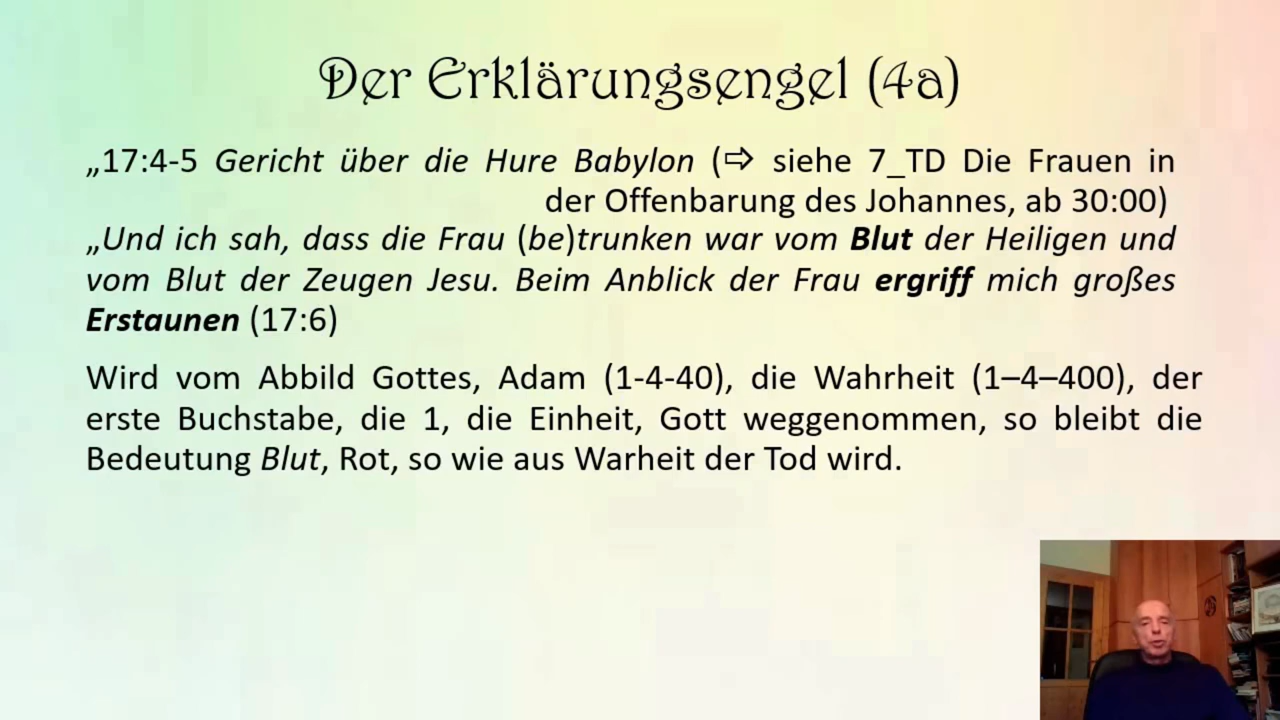 Der Erklärungsengel (4a)
„17:4-5 Gericht über die Hure Babylon (⇨ siehe 7_TD Die Frauen in
der Offenbarung des Johannes, ab 30:00)
„Und ich sah, dass die Frau (be)trunken war vom Blut der Heiligen und
vom Blut der Zeugen Jesu. Beim Anblick der Frau ergriff mich großes
Erstaunen (17:6)
Wird vom Abbild Gottes, Adam (1-4-40), die Wahrheit (1–4–400), der
erste Buchstabe, die 1, die Einheit, Gott weggenommen, so bleibt die
Bedeutung Blut, Rot, so wie aus Warheit der Tod wird.